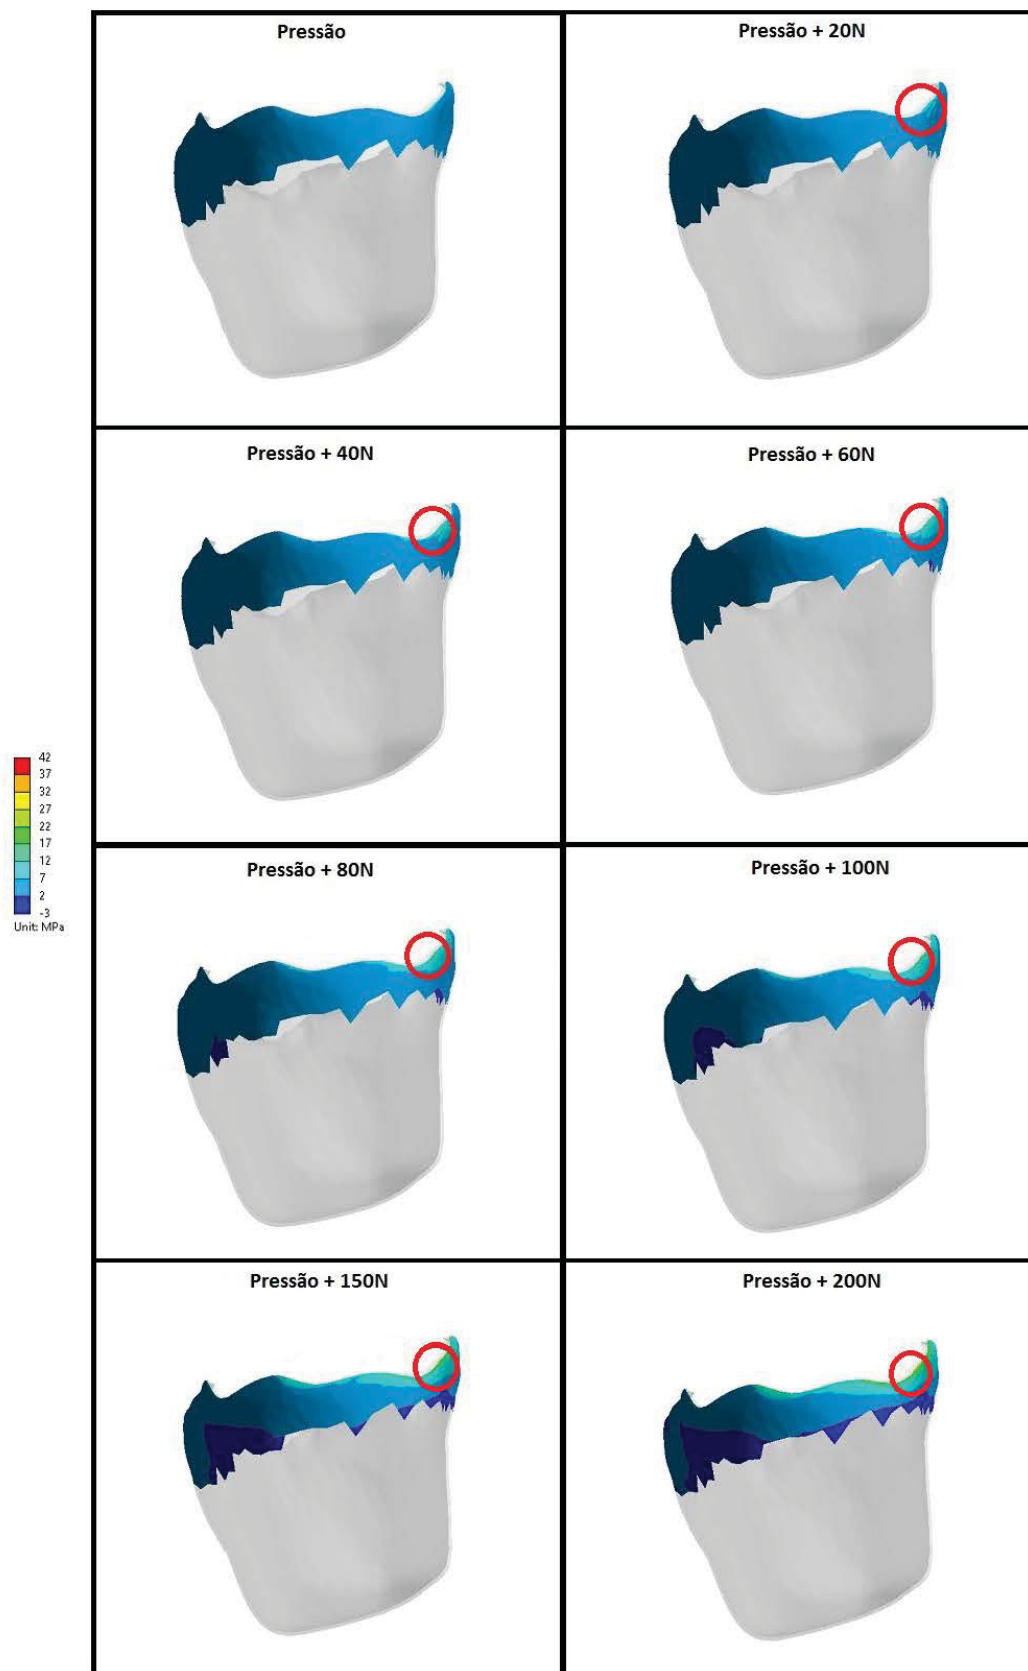 Pressão
Pressão + 20N
Pressão + 40N
Pressão + 60N
42
37
32
27
22
17
12
7
2
-3
Unit: MPa
Pressão + 80N
Pressão + 100N
Pressão + 150N
Pressão + 200N